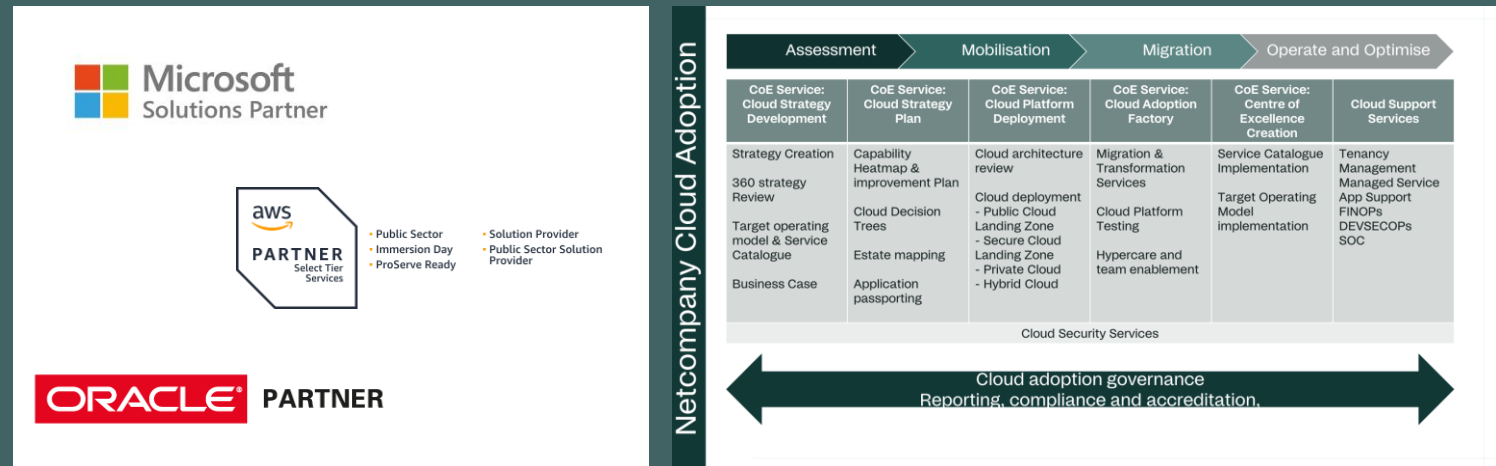 Microsoft
Solutions Partner
aws
PARTNER
Select Tier
Services
• Public Sector
• Immersion Day
• ProServe Ready
• Solution Provider
• Public Sector Solution
Provider
ORACLE®
PARTNER
Netcompany Cloud Adoption
Assessment
Mobilisation
Migration
Operate and Optimise
CoE Service:
Cloud Strategy
Development
CoE Service:
Cloud Strategy
Plan
CoE Service:
Cloud Platform
Deployment
CoE Service:
Cloud Adoption
Factory
CoE Service:
Centre of
Excellence
Creation
Cloud Support
Services
Strategy Creation
360 strategy
Review
Target operating
model & Service
Catalogue
Business Case
Capability
Heatmap &
improvement Plan
Cloud Decision
Trees
Estate mapping
Application
passporting
Cloud architecture
review
Cloud deployment
- Public Cloud
Landing Zone
- Secure Cloud
Landing Zone
- Private Cloud
- Hybrid Cloud
Migration &
Transformation
Services
Cloud Platform
Testing
Hypercare and
team enablement
Service Catalogue
Implementation
Target Operating
Model
implementation
Tenancy
Management
Managed Service
App Support
FINOPs
DEVSECOPs
SOC
Cloud Security Services
Cloud adoption governance
Reporting, compliance and accreditation,